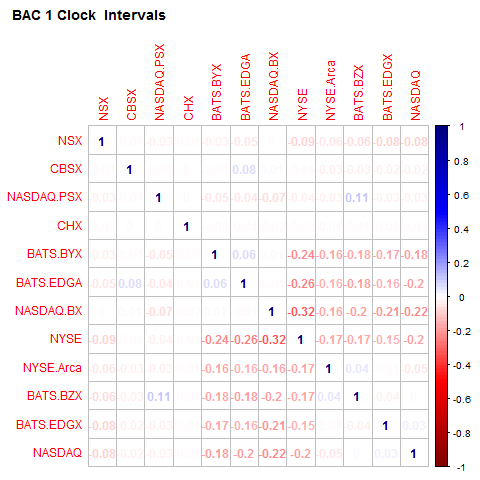 BAC 1 Clock Intervals
NSX CBSX NASDAQ.PSX CHX BATS.BYX BATS.EDGA NASDAQ.BX NYSE NYSE.Arca BATS.BZX BATS.EDGX NASDAQ
NSX 1 -0.05 -0.09 -0.06 -0.06 -0.08 -0.08
CBSX 1 0.08
NASDAQ.PSX 1 -0.05 -0.04 -0.07 0.11
CHX 1
BATS.BYX -0.05 1 0.06 -0.24 -0.16 -0.18 -0.17 -0.18
BATS.EDGA -0.05 0.08 -0.04 0.06 1 -0.26 -0.16 -0.18 -0.16 -0.2
NASDAQ.BX -0.07 1 -0.32 -0.16 -0.2 -0.21 -0.22
NYSE -0.09 -0.24 -0.26 -0.32 1 -0.17 -0.17 -0.15 -0.2
NYSE.Arca -0.06 -0.16 -0.16 -0.16 -0.17 1 0.04 -0.05
BATS.BZX -0.06 0.11 -0.18 -0.18 -0.2 -0.17 0.04 1
BATS.EDGX -0.08 -0.17 -0.16 -0.21 -0.15 1 0.03
NASDAQ -0.08 -0.18 -0.2 -0.22 -0.2 -0.05 0.03 1
1
0.8
0.6
0.4
0.2
0
-0.2
-0.4
-0.6
-0.8
-1